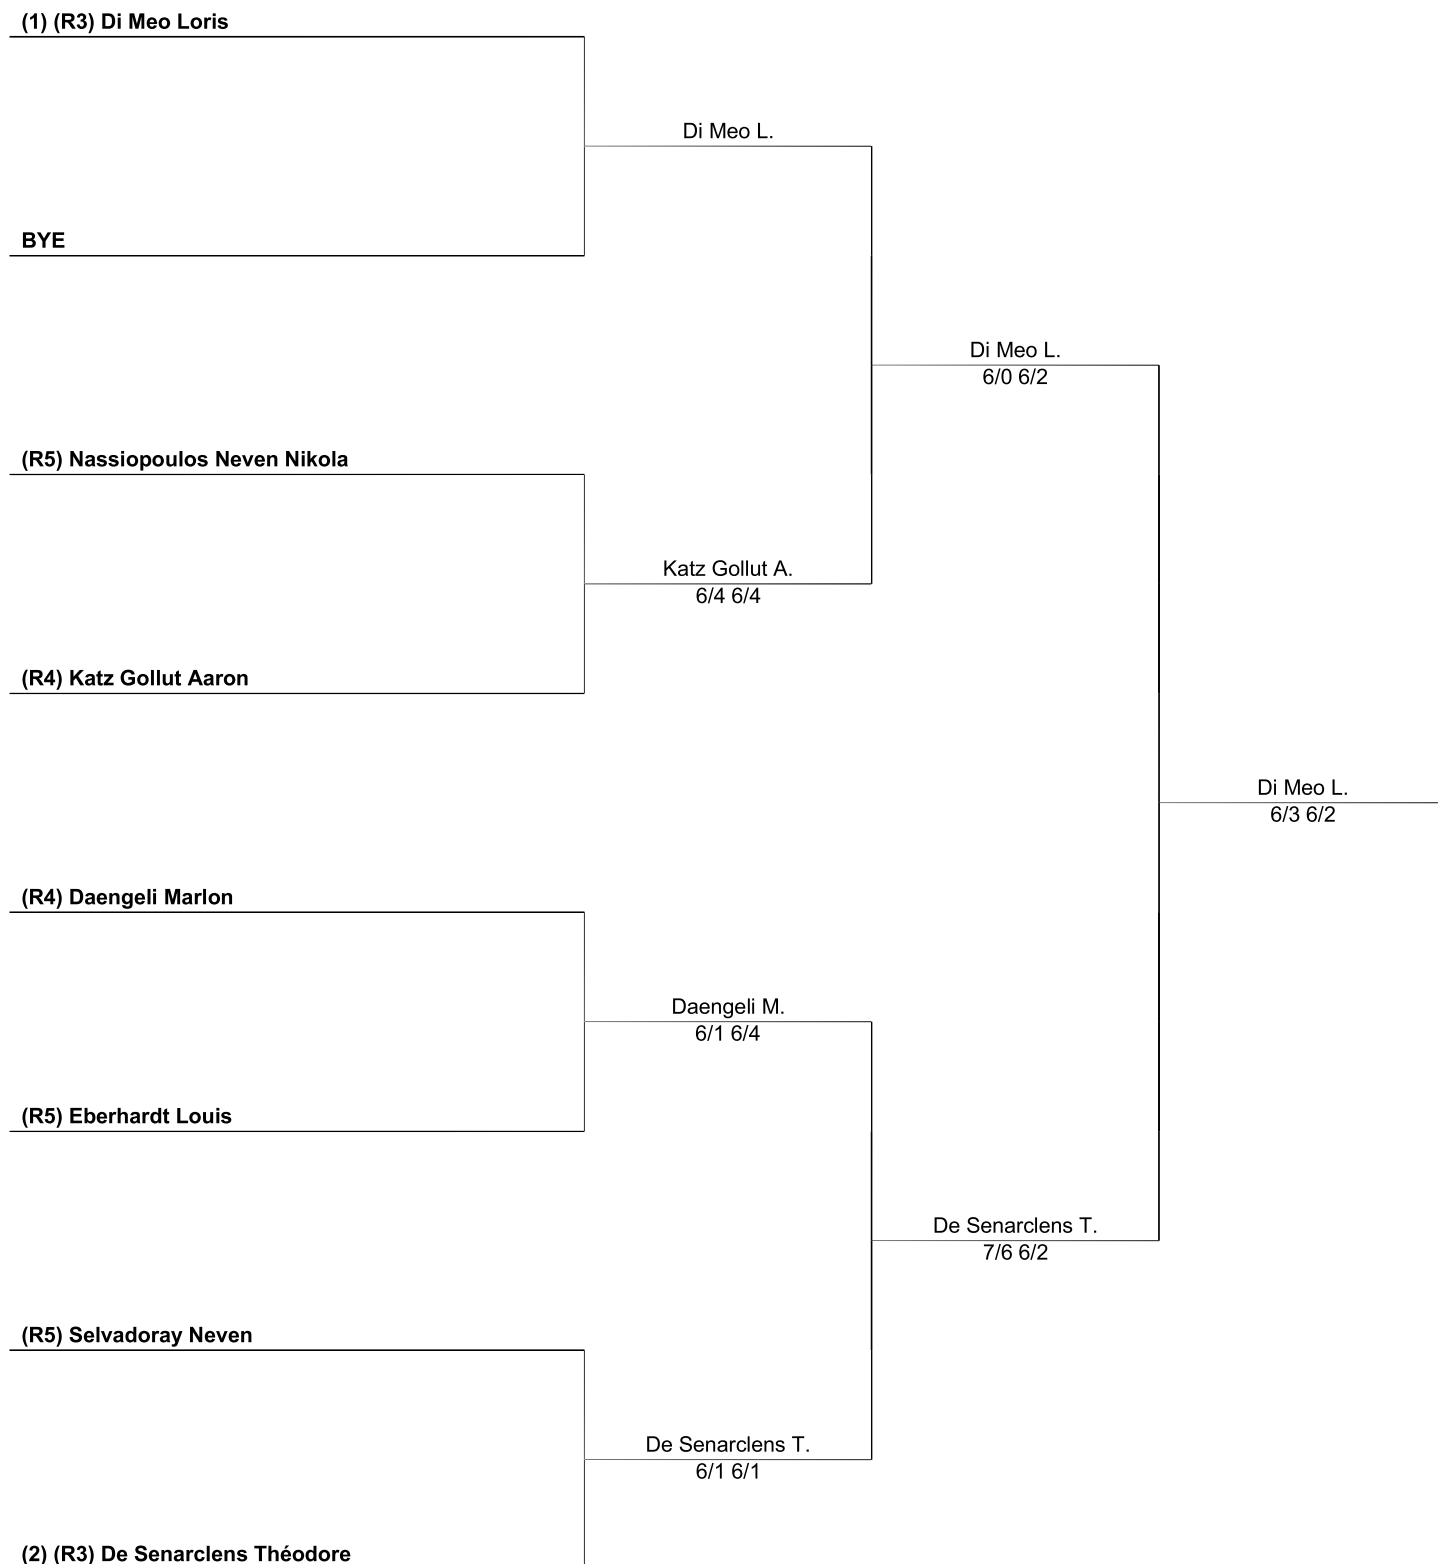 (1) (R3) Di Meo Loris
Di Meo L.
BYE
Di Meo L.
6/0 6/2
(R5) Nassiopoulos Neven Nikola
Katz Gollut A.
6/4 6/4
(R4) Katz Gollut Aaron
Di Meo L.
6/3 6/2
(R4) Daengeli Marlon
Daengeli M.
6/1 6/4
(R5) Eberhardt Louis
De Senarclens T.
7/6 6/2
(R5) Selvadoray Neven
De Senarclens T.
6/1 6/1
(2) (R3) De Senarclens Théodore